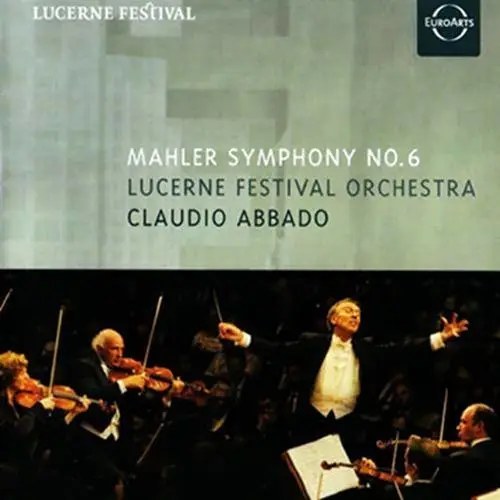 LUCERNE FESTIVAL
EUROARTS
MAHLER SYMPHONY NO. 6
LUCERNE FESTIVAL ORCHESTRA
CLAUDIO ABBADO